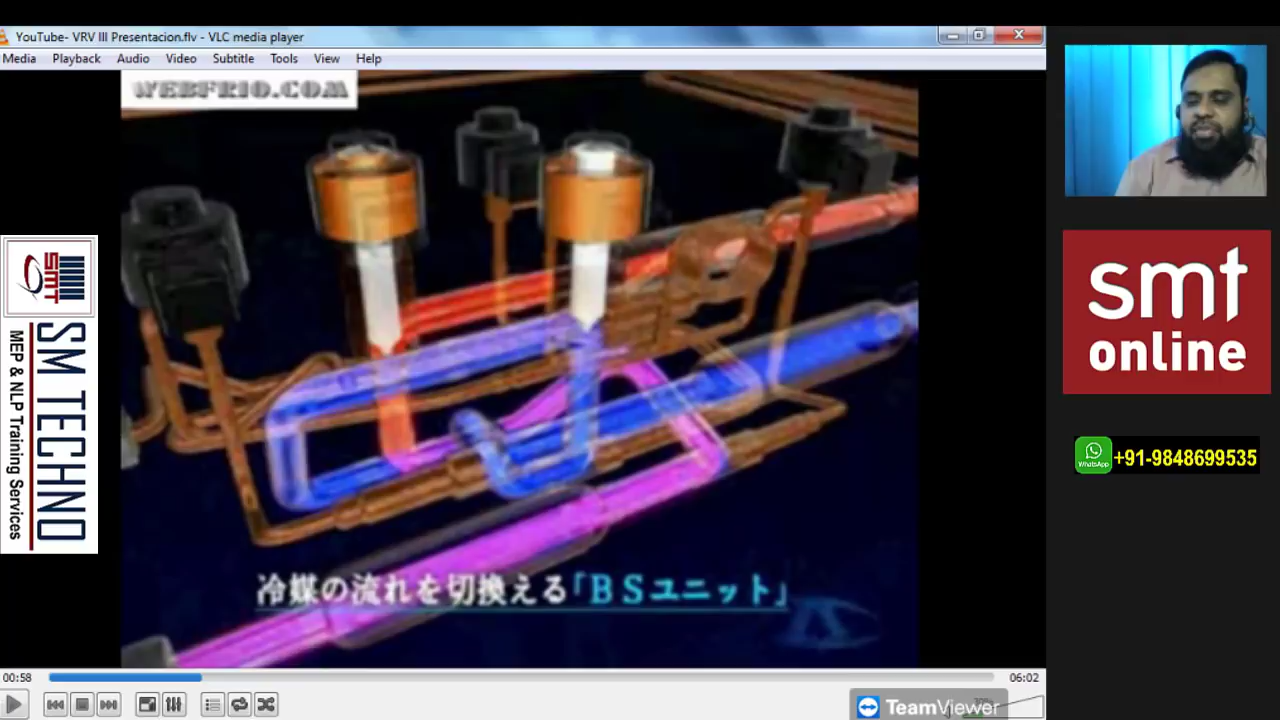 YouTube- VRV III Presentacion.flv - VLC media player
Media Playback Audio Video Subtitle Tools View Help
WEBFRIO.COM
SMT
SM TECHNO
MEP & NLP Training Services
冷媒の流れを切換える「BSユニット」
smt
online
WhatsApp
+91-9848699535
00:58
06:02
TeamViewer